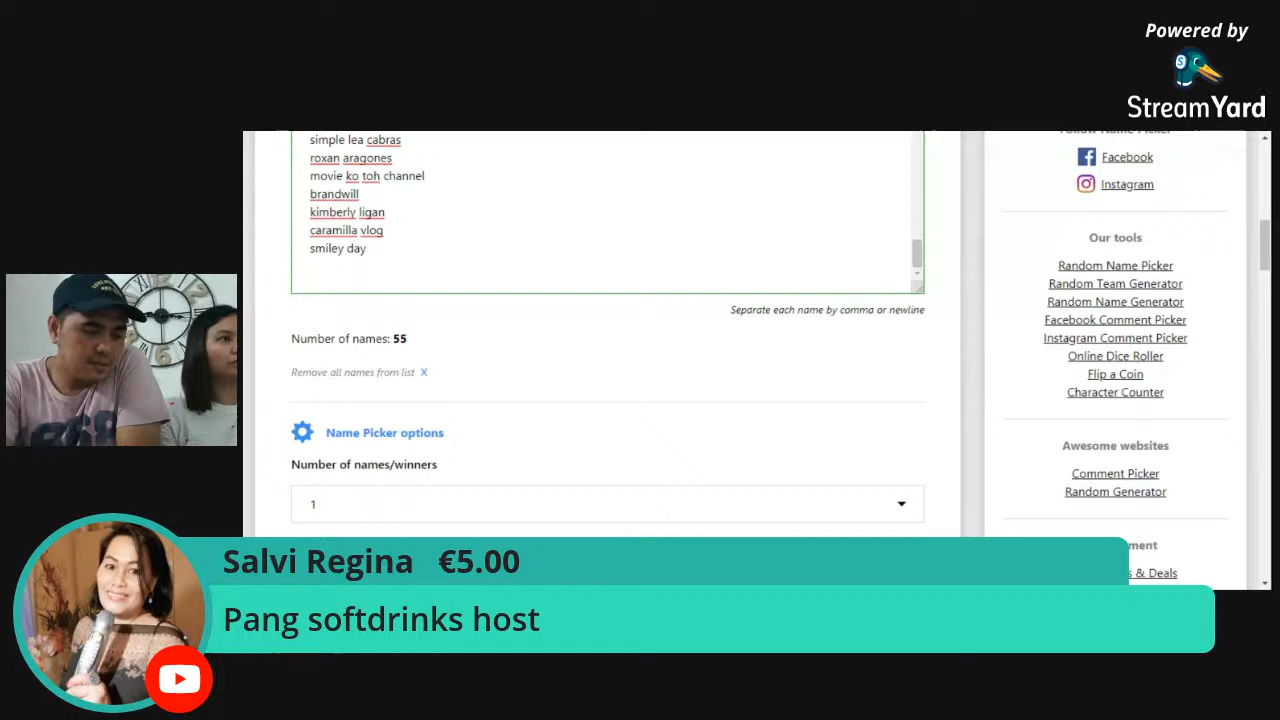 Powered by
StreamYard
simple lea cabras
roxan aragones
movie ko toh channel
brandwill
kimberly ligan
caramilla vlog
smiley day
Separate each name by comma or newline
Number of names: 55
Remove all names from list X
Name Picker options
Number of names/winners
1
Follow Name Picker
Facebook
Instagram
Our tools
Random Name Picker
Random Team Generator
Random Name Generator
Facebook Comment Picker
Instagram Comment Picker
Online Dice Roller
Flip a Coin
Character Counter
Awesome websites
Comment Picker
Random Generator
& Deals
Salvi Regina €5.00
Pang softdrinks host